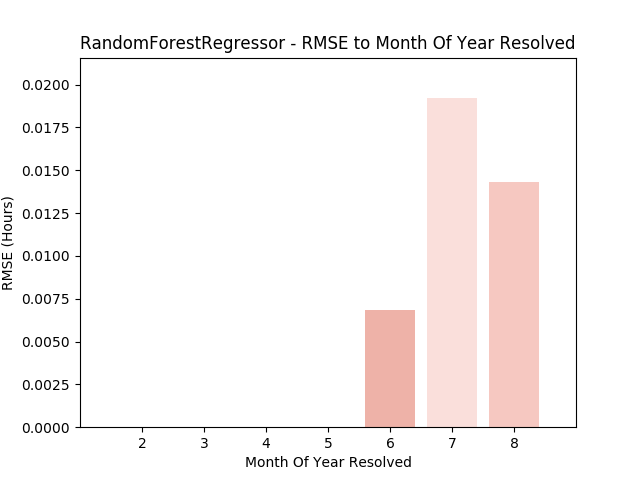 RandomForestRegressor - RMSE to Month Of Year Resolved
0.0200
0.0175
0.0150
0.0125
0.0100
0.0075
0.0050
0.0025
0.0000
RMSE (Hours)
2 3 4 5 6 7 8
Month Of Year Resolved